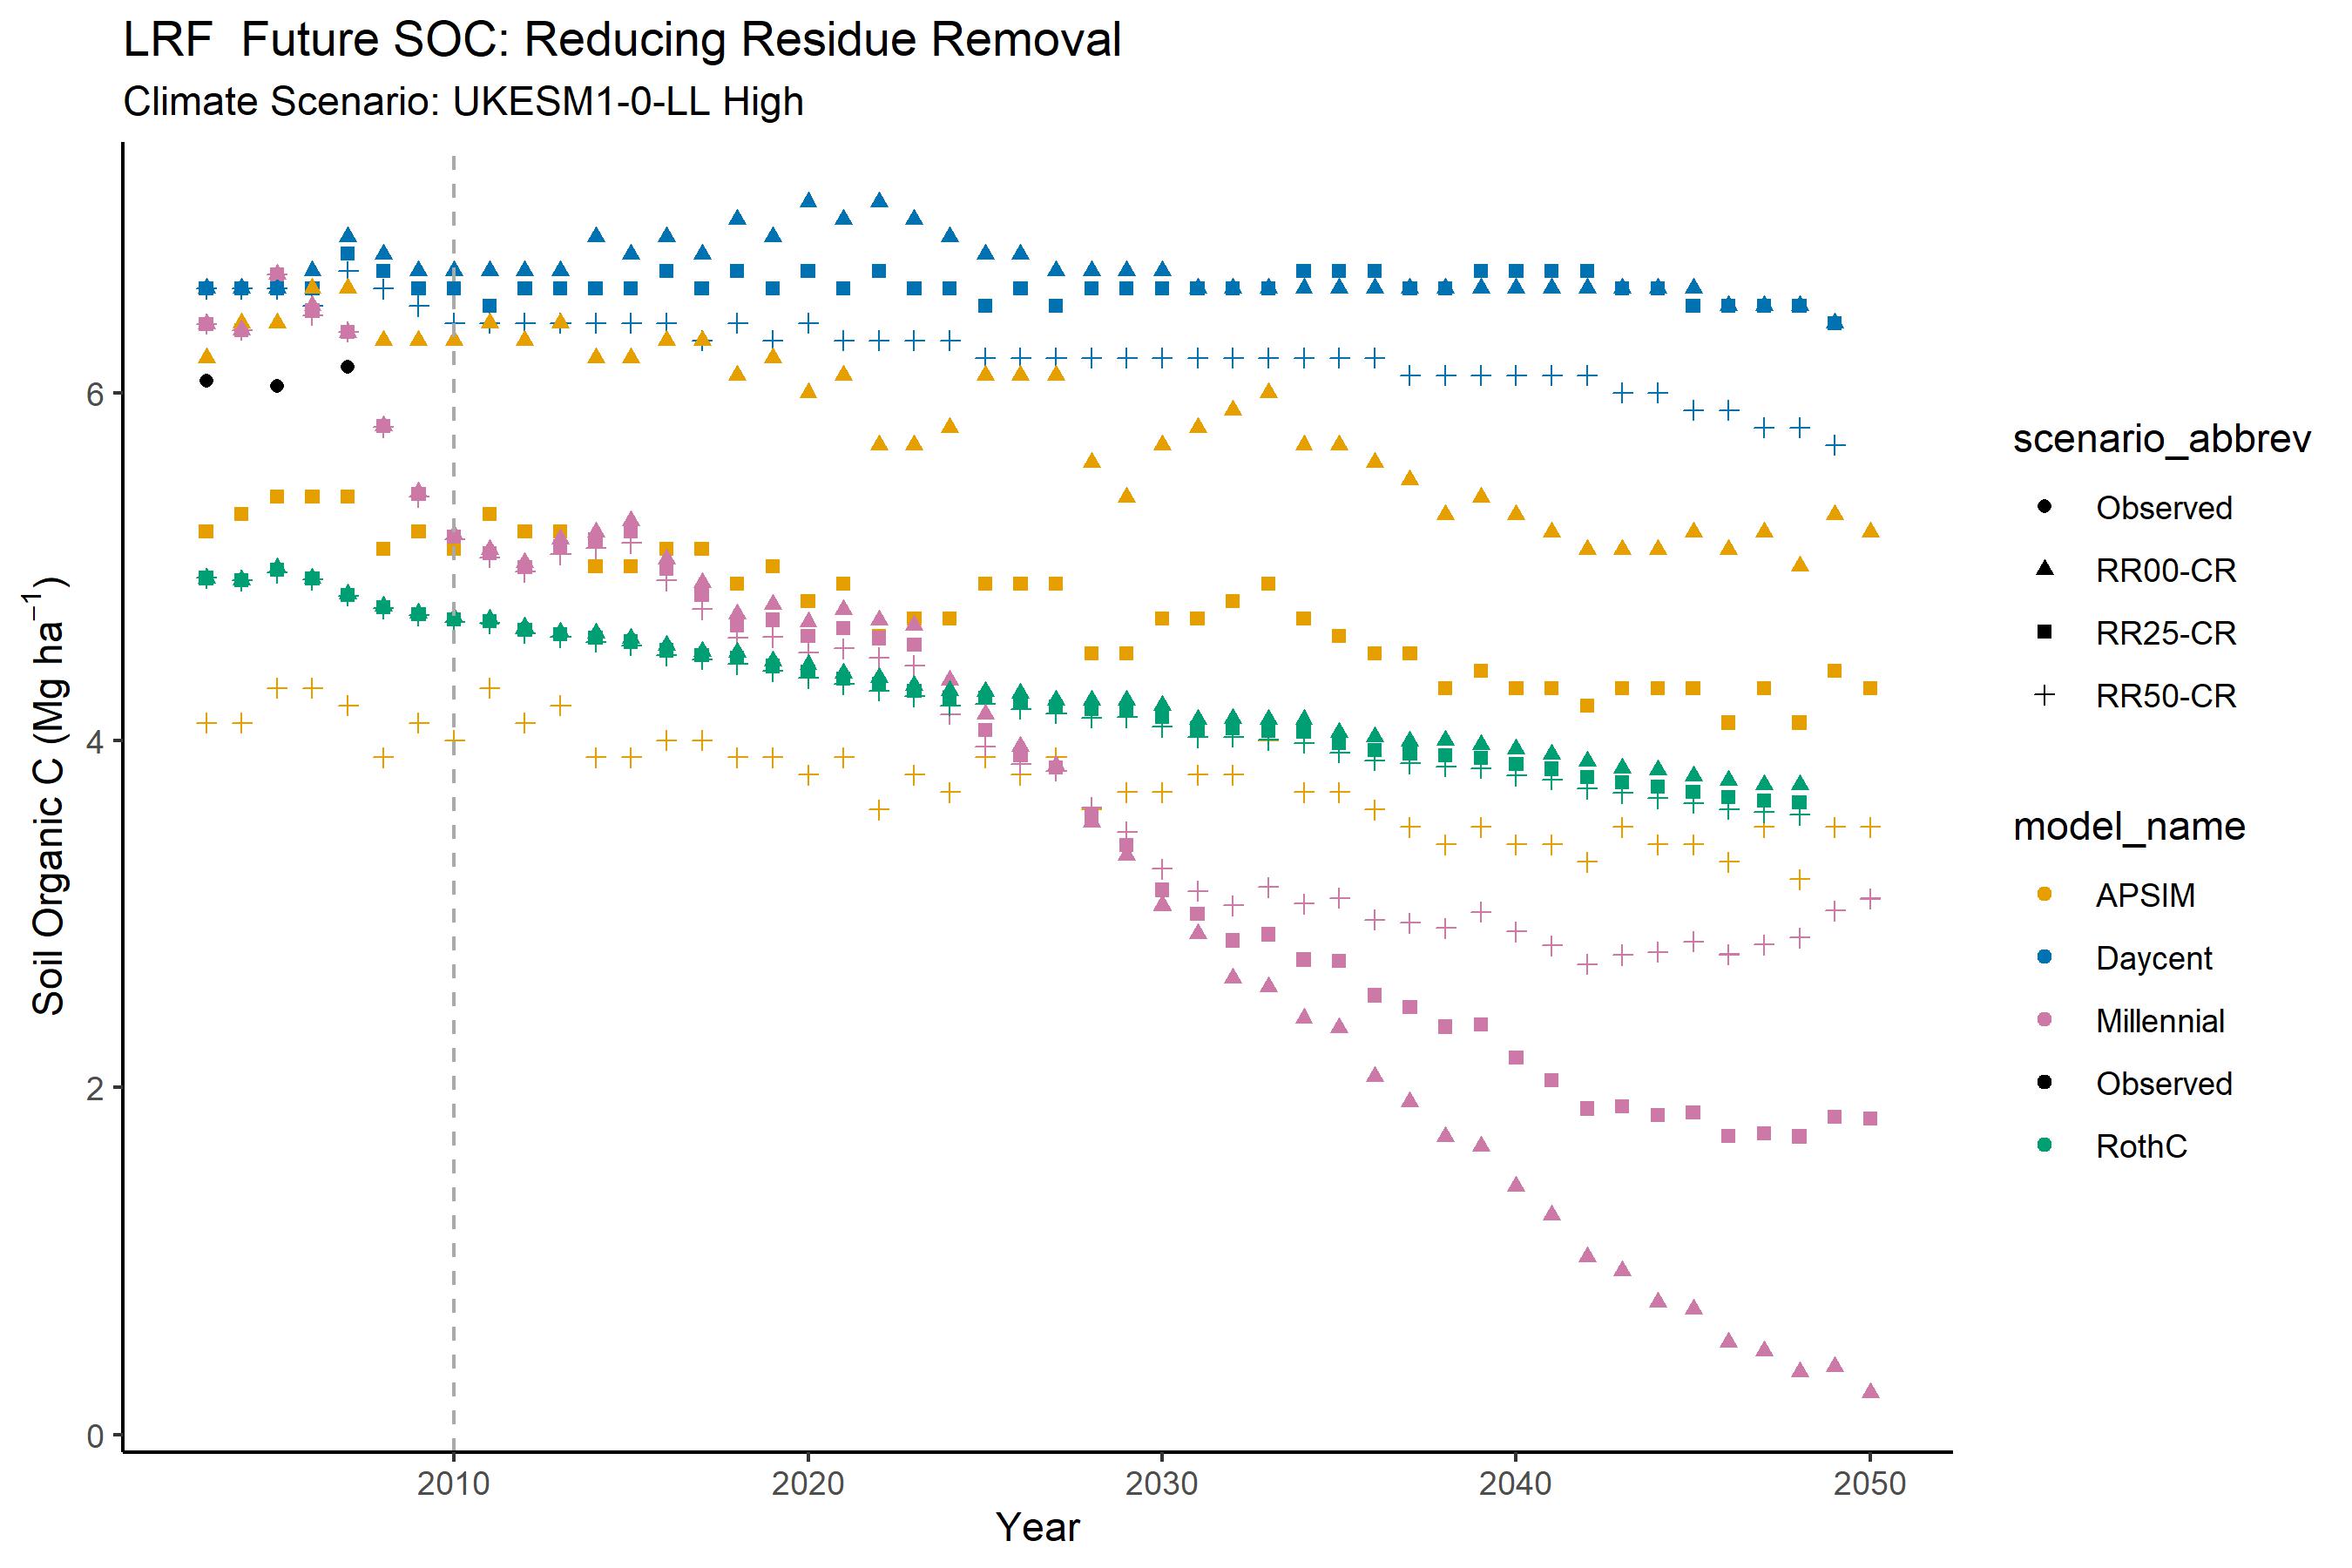 LRF  Future SOC: Reducing Residue Removal
Climate Scenario: UKESM1-0-LL High
Soil Organic C (Mg ha⁻¹)
6
4
2
0
2010
2020
2030
2040
2050
Year
scenario_abbrev
Observed
RR00-CR
RR25-CR
RR50-CR
model_name
APSIM
Daycent
Millennial
Observed
RothC